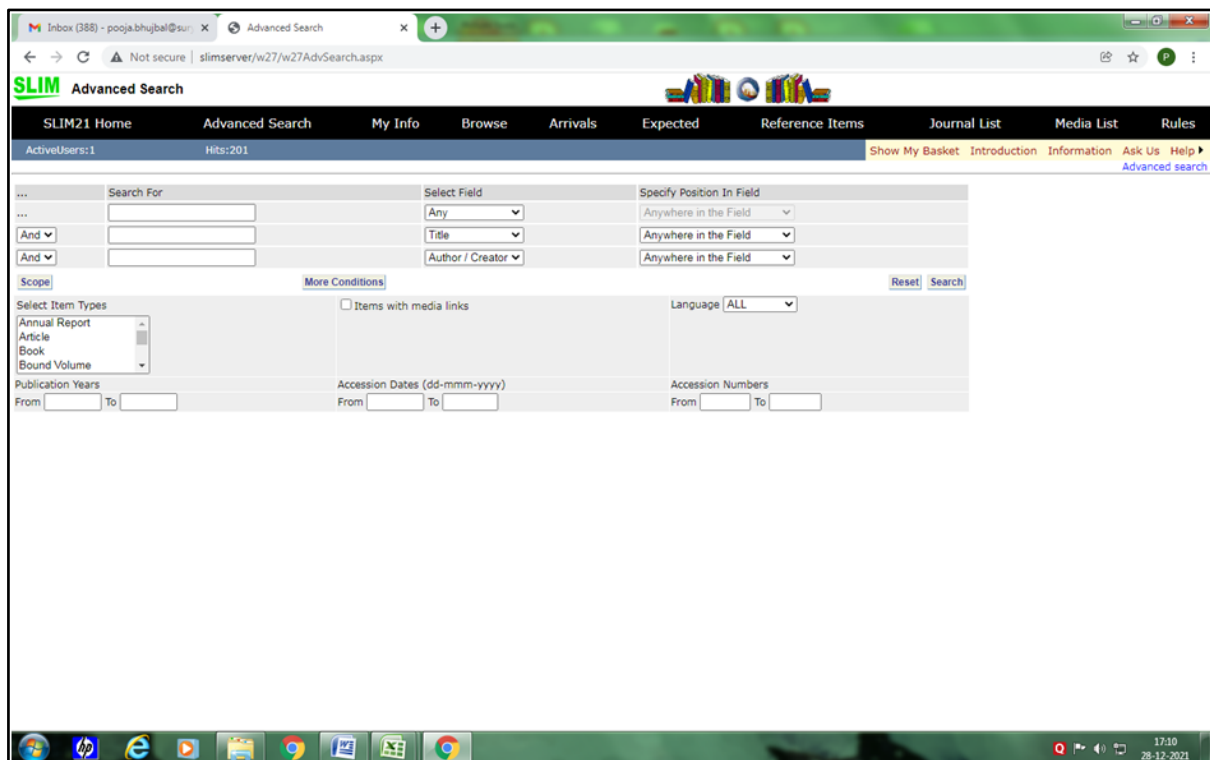 Inbox (388) - pooja.bhujbal@sur
Advanced Search
Not secure | slimserver/w27/w27AdvSearch.aspx
P
SLIM Advanced Search
SLIM21 Home Advanced Search My Info Browse Arrivals Expected Reference Items Journal List Media List Rules
ActiveUsers:1 Hits:201 Show My Basket Introduction Information Ask Us Help
Advanced search
... Search For Select Field Specify Position In Field
... Any Anywhere in the Field
And Title Anywhere in the Field
And Author / Creator Anywhere in the Field
Scope More Conditions Reset Search
Select Item Types Items with media links Language ALL
Annual Report
Article
Book
Bound Volume
Publication Years Accession Dates (dd-mmm-yyyy) Accession Numbers
From To From To From To
hp
17:10
28-12-2021